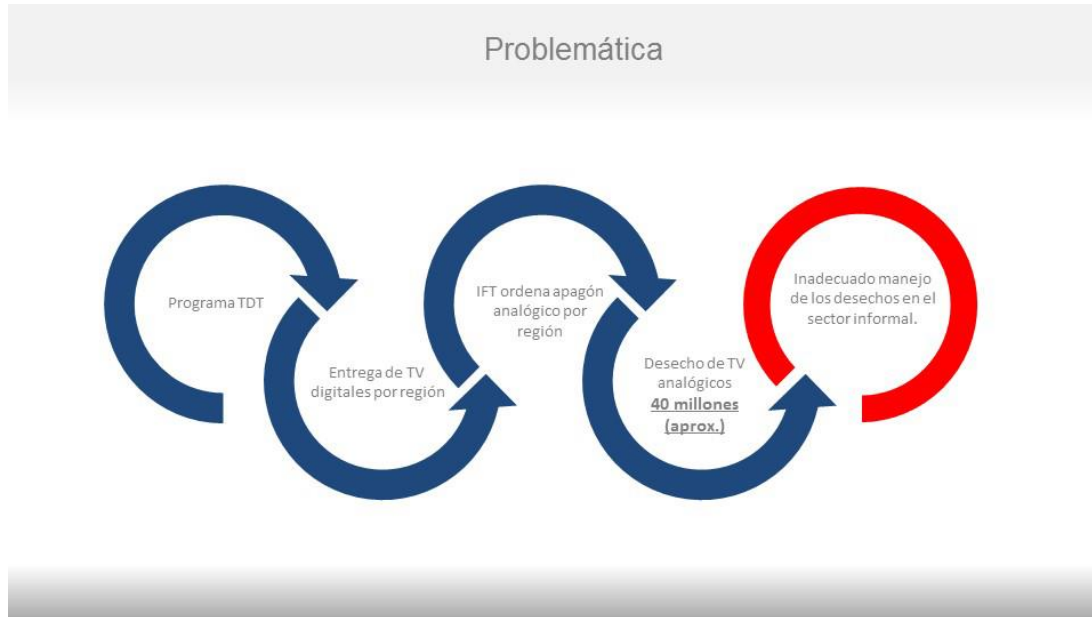 Problemática
Programa TDT
Entrega de TV
digitales por región
IFT ordena apagón
analógico por
región
Desecho de TV
analógicos
40 millones
(aprox.)
Inadecuado manejo
de los desechos en el
sector informal.